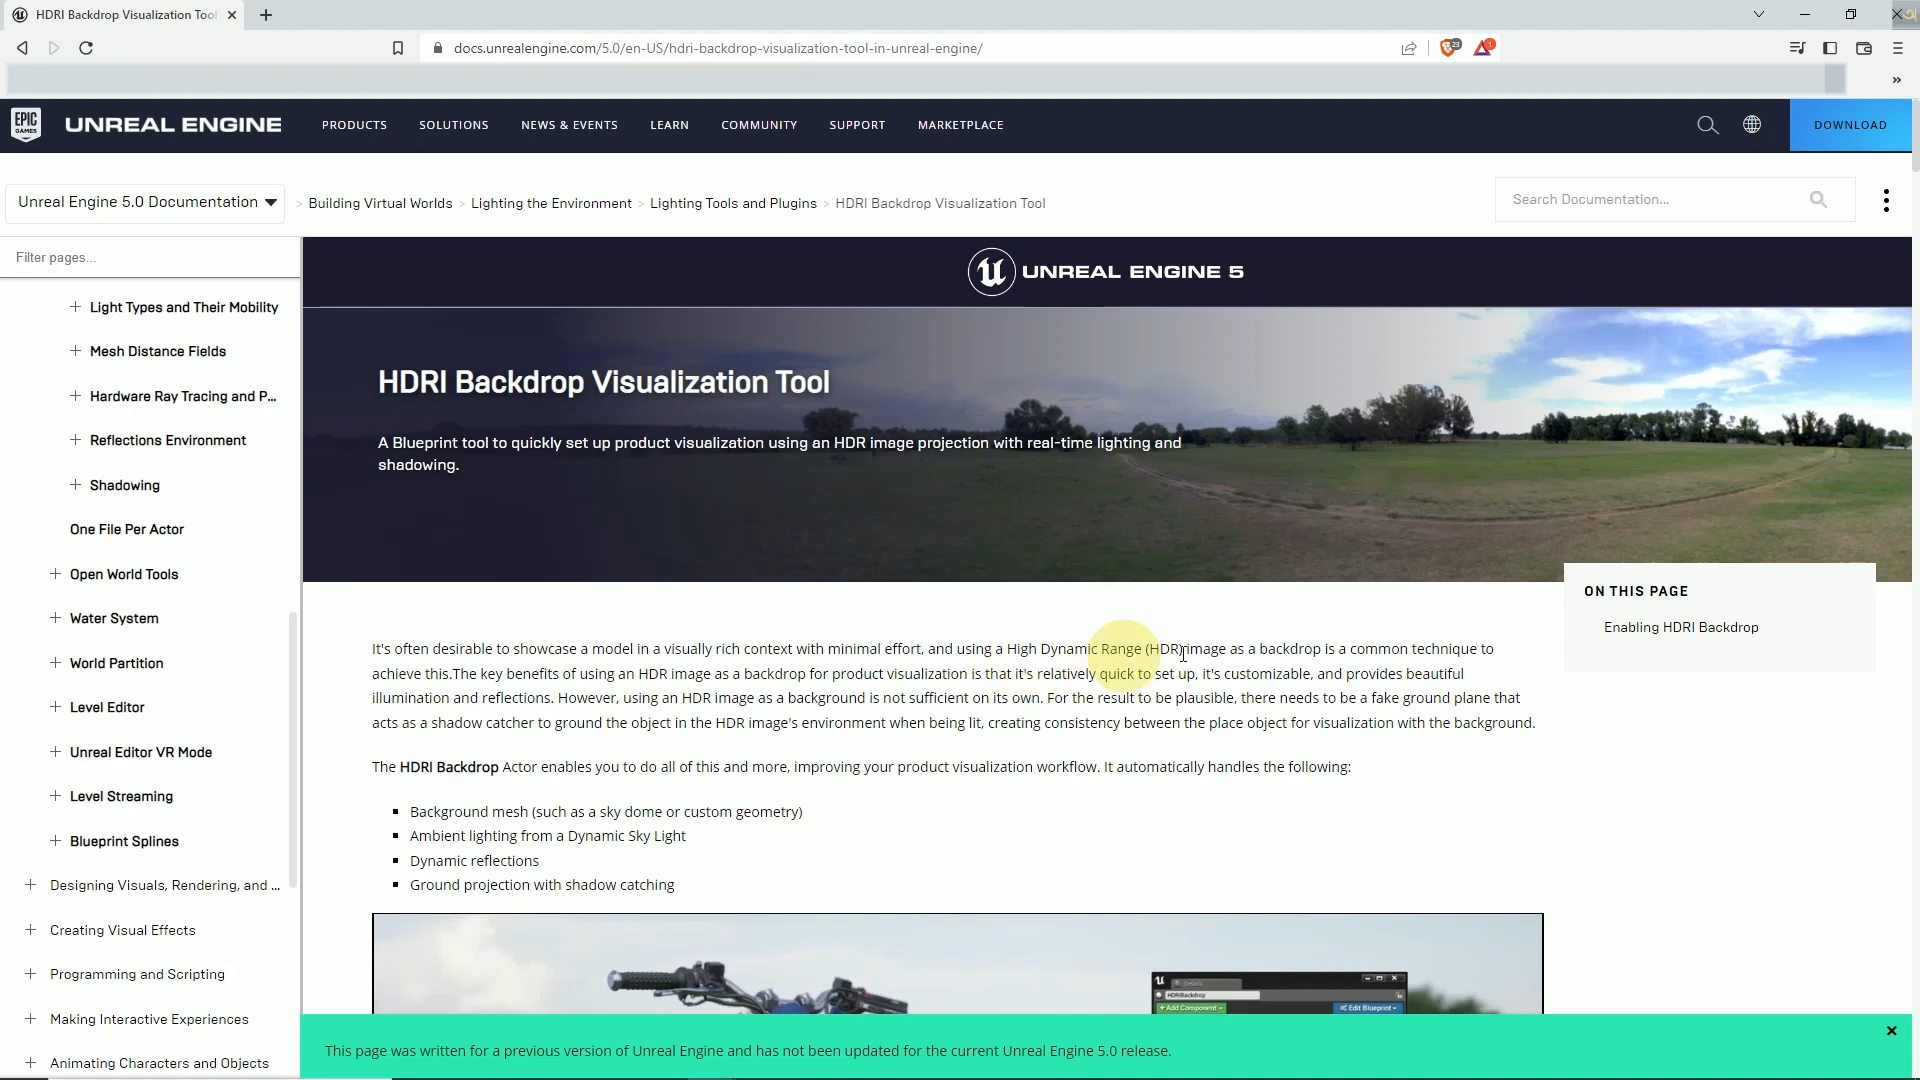 HDRI Backdrop Visualization Tool
docs.unrealengine.com/5.0/en-US/hdri-backdrop-visualization-tool-in-unreal-engine/
23
1
EPIC GAMES
UNREAL ENGINE
PRODUCTS
SOLUTIONS
NEWS & EVENTS
LEARN
COMMUNITY
SUPPORT
MARKETPLACE
DOWNLOAD
Unreal Engine 5.0 Documentation
> Building Virtual Worlds > Lighting the Environment > Lighting Tools and Plugins > HDRI Backdrop Visualization Tool
Search Documentation...
Filter pages...
Light Types and Their Mobility
Mesh Distance Fields
Hardware Ray Tracing and P...
Reflections Environment
Shadowing
One File Per Actor
Open World Tools
Water System
World Partition
Level Editor
Unreal Editor VR Mode
Level Streaming
Blueprint Splines
Designing Visuals, Rendering, and ...
Creating Visual Effects
Programming and Scripting
Making Interactive Experiences
Animating Characters and Objects
UNREAL ENGINE 5
HDRI Backdrop Visualization Tool
A Blueprint tool to quickly set up product visualization using an HDR image projection with real-time lighting and
shadowing.
ON THIS PAGE
Enabling HDRI Backdrop
It's often desirable to showcase a model in a visually rich context with minimal effort, and using a High Dynamic Range (HDR) image as a backdrop is a common technique to
achieve this.The key benefits of using an HDR image as a backdrop for product visualization is that it's relatively quick to set up, it's customizable, and provides beautiful
illumination and reflections. However, using an HDR image as a background is not sufficient on its own. For the result to be plausible, there needs to be a fake ground plane that
acts as a shadow catcher to ground the object in the HDR image's environment when being lit, creating consistency between the place object for visualization with the background.
The HDRI Backdrop Actor enables you to do all of this and more, improving your product visualization workflow. It automatically handles the following:
Background mesh (such as a sky dome or custom geometry)
Ambient lighting from a Dynamic Sky Light
Dynamic reflections
Ground projection with shadow catching
Details
HDRIBackdrop
+ Add Component
Edit Blueprint
This page was written for a previous version of Unreal Engine and has not been updated for the current Unreal Engine 5.0 release.